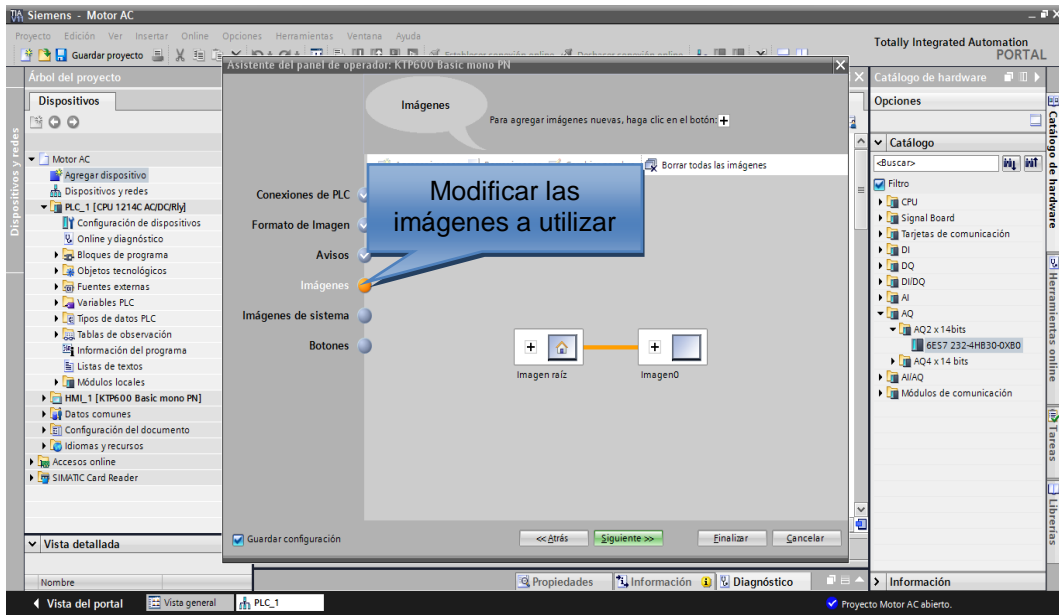 Siemens - Motor AC
Proyecto Edición Ver Insertar Online Opciones Herramientas Ventana Ayuda
Guardar proyecto
Establecer conexión online Deshacer conexión online
Totally Integrated Automation
PORTAL
Árbol del proyecto
Dispositivos
Dispositivos y redes
Motor AC
Agregar dispositivo
Dispositivos y redes
PLC_1 [CPU 1214C AC/DC/Rly]
Configuración de dispositivos
Online y diagnóstico
Bloques de programa
Objetos tecnológicos
Fuentes externas
Variables PLC
Tipos de datos PLC
Tablas de observación
Información del programa
Listas de textos
Módulos locales
HMI_1 [KTP600 Basic mono PN]
Datos comunes
Configuración del documento
Idiomas y recursos
Accesos online
SIMATIC Card Reader
Vista detallada
Nombre
Asistente del panel de operador: KTP600 Basic mono PN
Imágenes
Para agregar imágenes nuevas, haga clic en el botón:
Borrar todas las imágenes
Modificar las
imágenes a utilizar
Conexiones de PLC
Formato de Imagen
Avisos
Imágenes
Imágenes de sistema
Botones
Imagen raíz
Imagen0
Guardar configuración
<< Atrás
Siguiente >>
Finalizar
Cancelar
Propiedades
Información
Diagnóstico
Catálogo de hardware
Opciones
Catálogo
<Buscar>
Filtro
CPU
Signal Board
Tarjetas de comunicación
DI
DQ
DI/DQ
AI
AQ
AQ2 x 14bits
6ES7 232-4HB30-0XB0
AQ4 x 14 bits
AI/AQ
Módulos de comunicación
Información
Catálogo de hardware
Herramientas online
Tareas
Librerías
Vista del portal
Vista general
PLC_1
Proyecto Motor AC abierto.